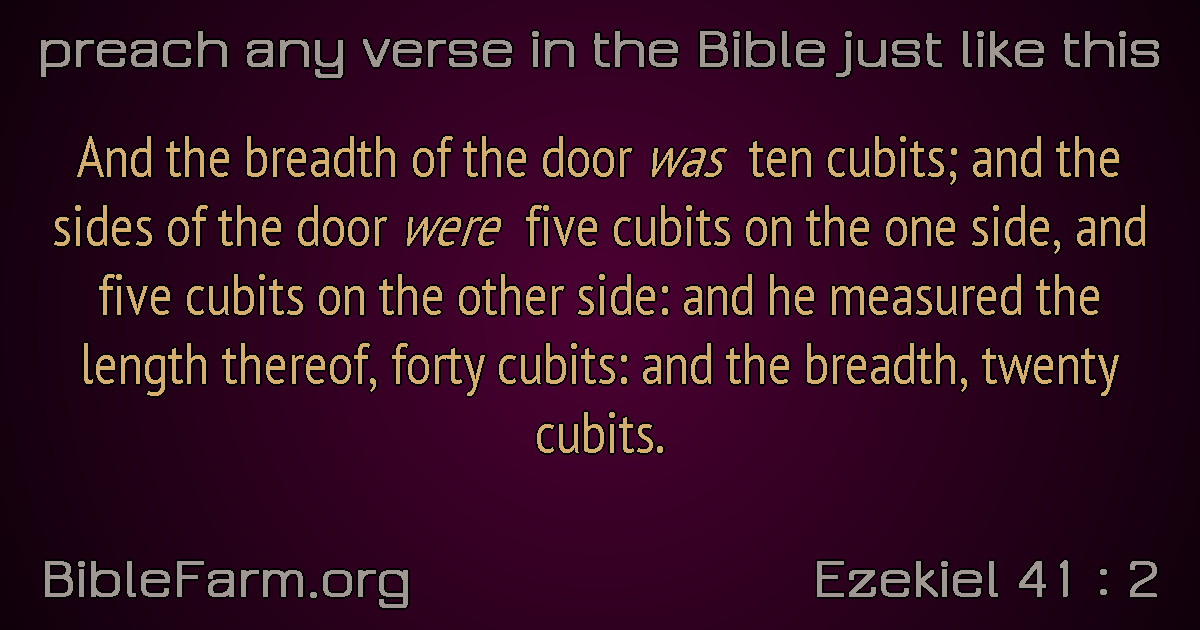 preach any verse in the Bible just like this
And the breadth of the door was ten cubits; and the
sides of the door were five cubits on the one side, and
five cubits on the other side: and he measured the
length thereof, forty cubits: and the breadth, twenty
cubits.
BibleFarm.org
Ezekiel 41 : 2